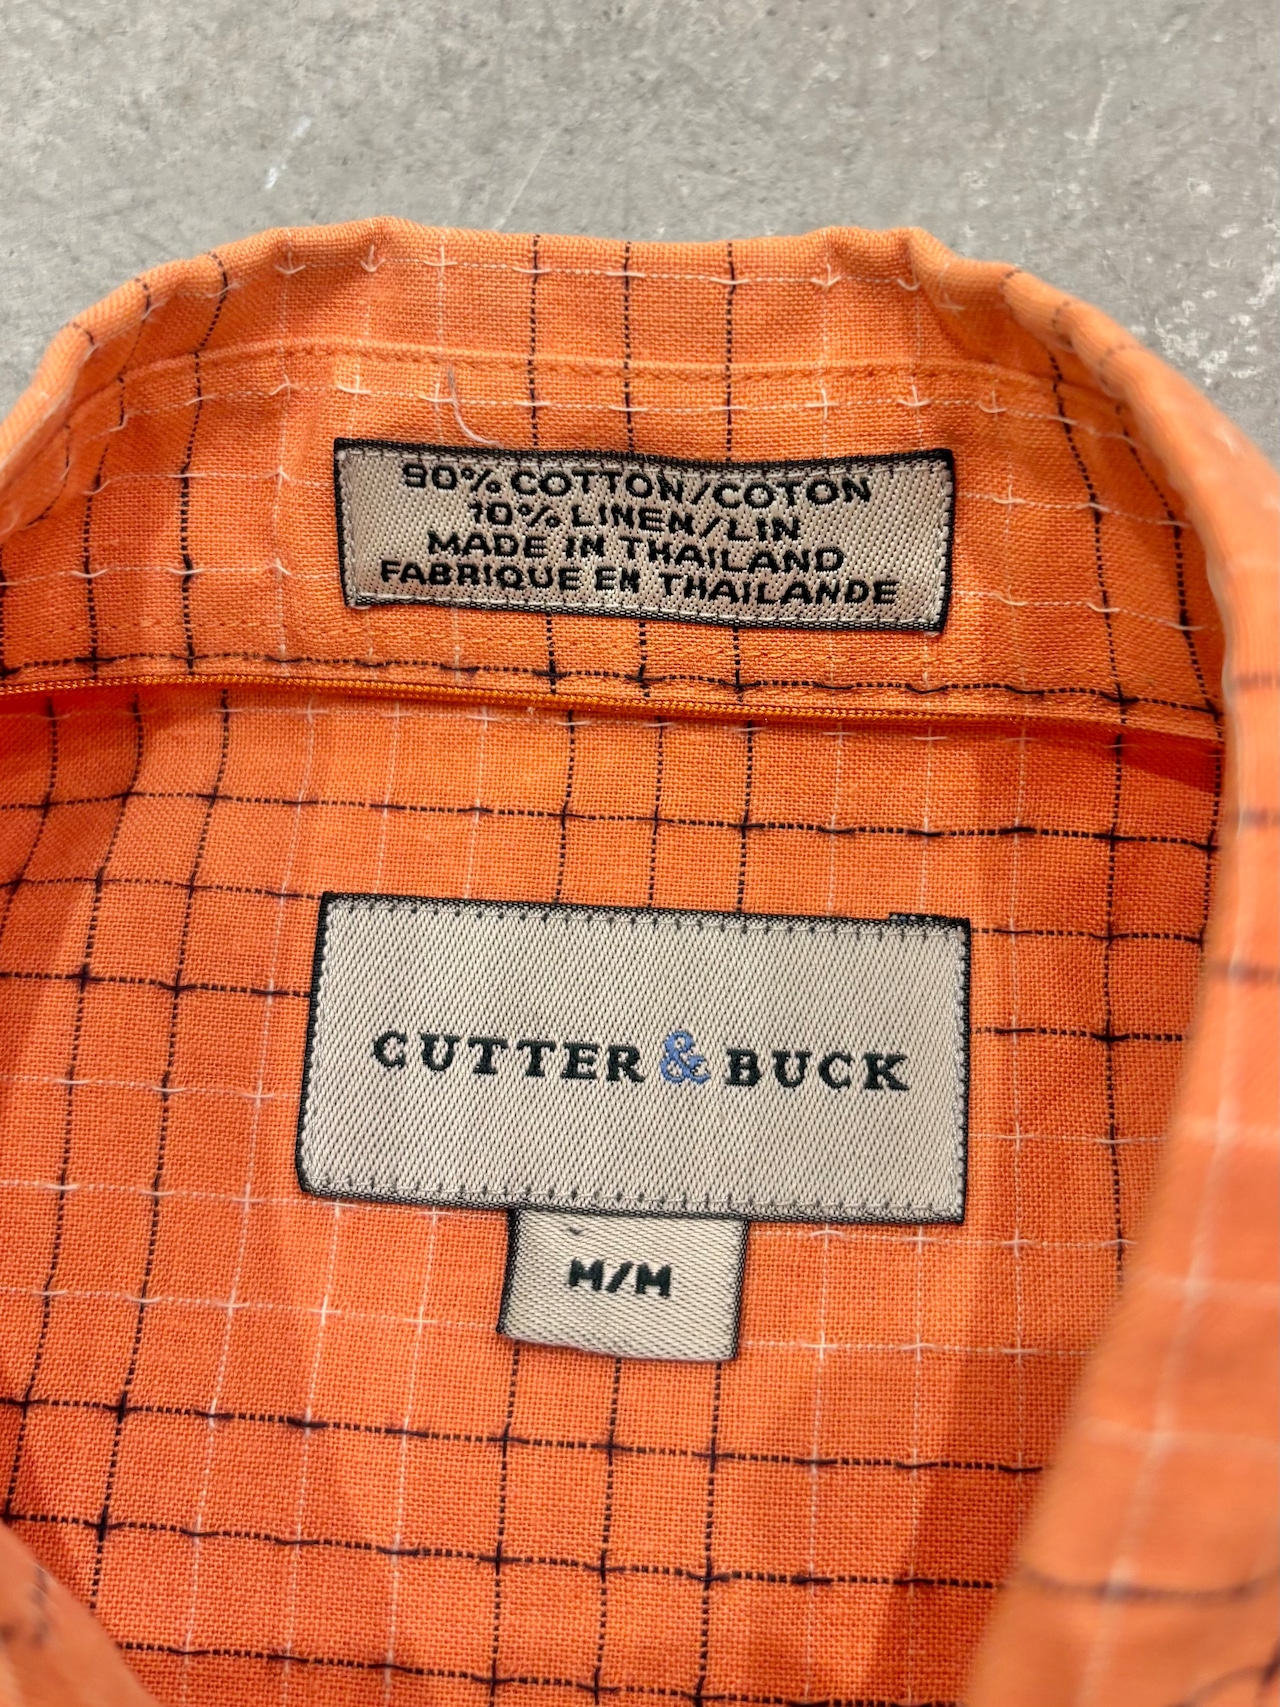 90% COTTON/COTON
10% LINEN/LIN
MADE IN THAILAND
FABRIQUE EN THAILANDE
CUTTER & BUCK
M/M